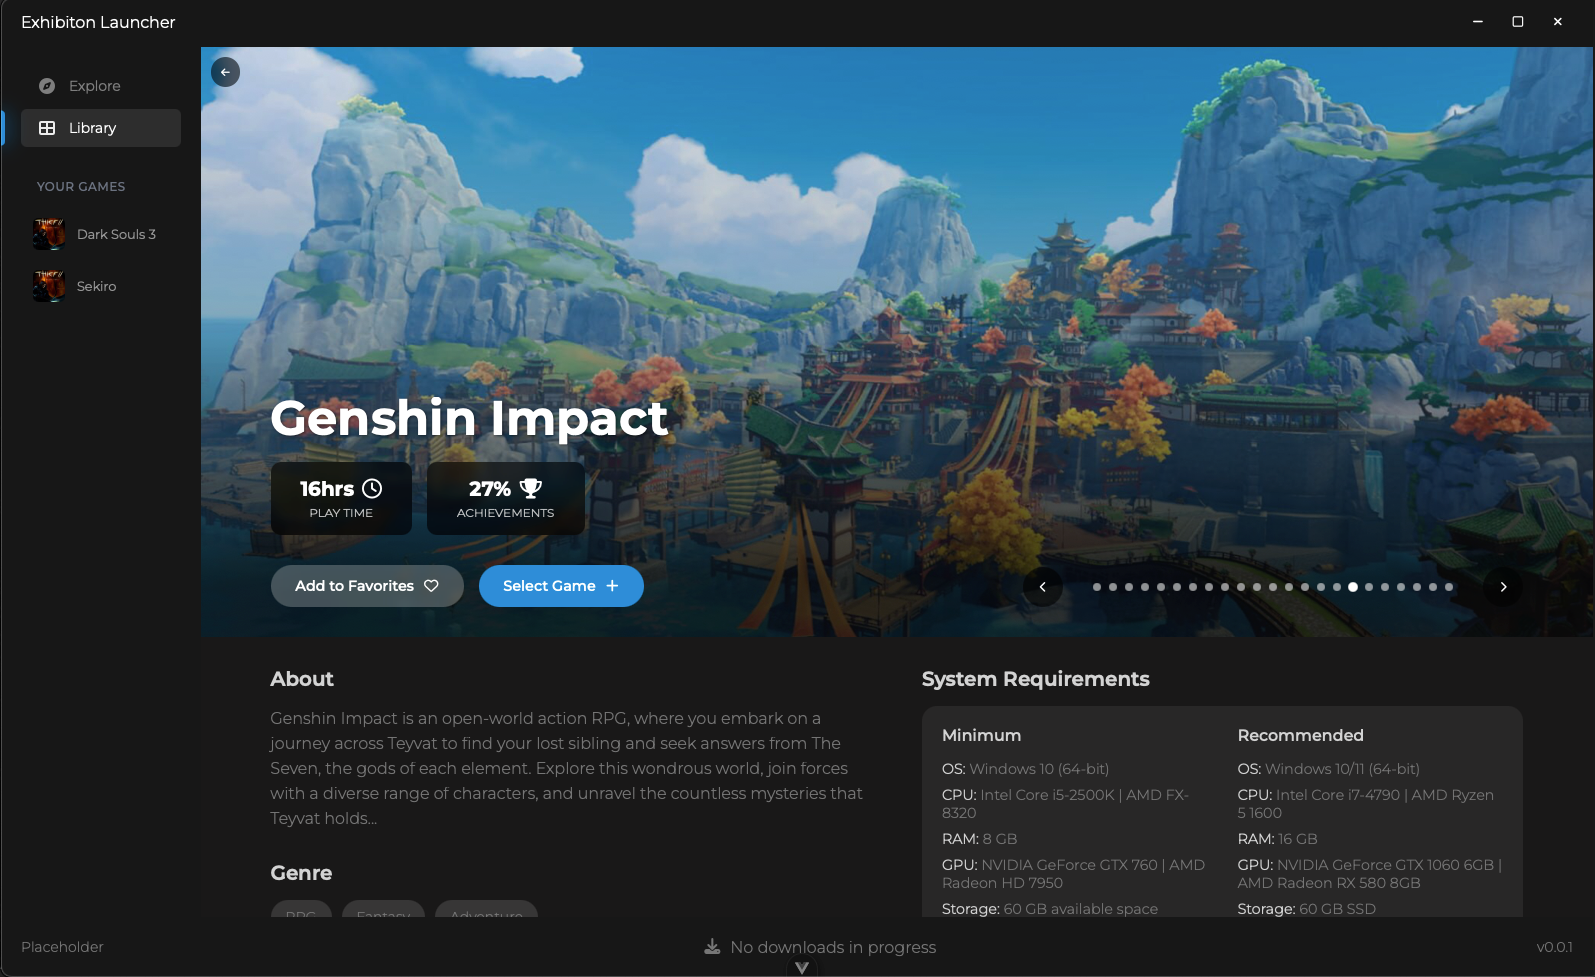 Exhibiton Launcher
Explore
Library
YOUR GAMES
THIEF II
Dark Souls 3
THIEF II
Sekiro
Genshin Impact
16hrs
PLAY TIME
27%
ACHIEVEMENTS
Add to Favorites
Select Game
About
Genshin Impact is an open-world action RPG, where you embark on a
journey across Teyvat to find your lost sibling and seek answers from The
Seven, the gods of each element. Explore this wondrous world, join forces
with a diverse range of characters, and unravel the countless mysteries that
Teyvat holds...
Genre
RPG Fantasy Adventure
System Requirements
Minimum
OS: Windows 10 (64-bit)
CPU: Intel Core i5-2500K | AMD FX-
8320
RAM: 8 GB
GPU: NVIDIA GeForce GTX 760 | AMD
Radeon HD 7950
Storage: 60 GB available space
Recommended
OS: Windows 10/11 (64-bit)
CPU: Intel Core i7-4790 | AMD Ryzen
5 1600
RAM: 16 GB
GPU: NVIDIA GeForce GTX 1060 6GB |
AMD Radeon RX 580 8GB
Storage: 60 GB SSD
Placeholder
No downloads in progress
v0.0.1